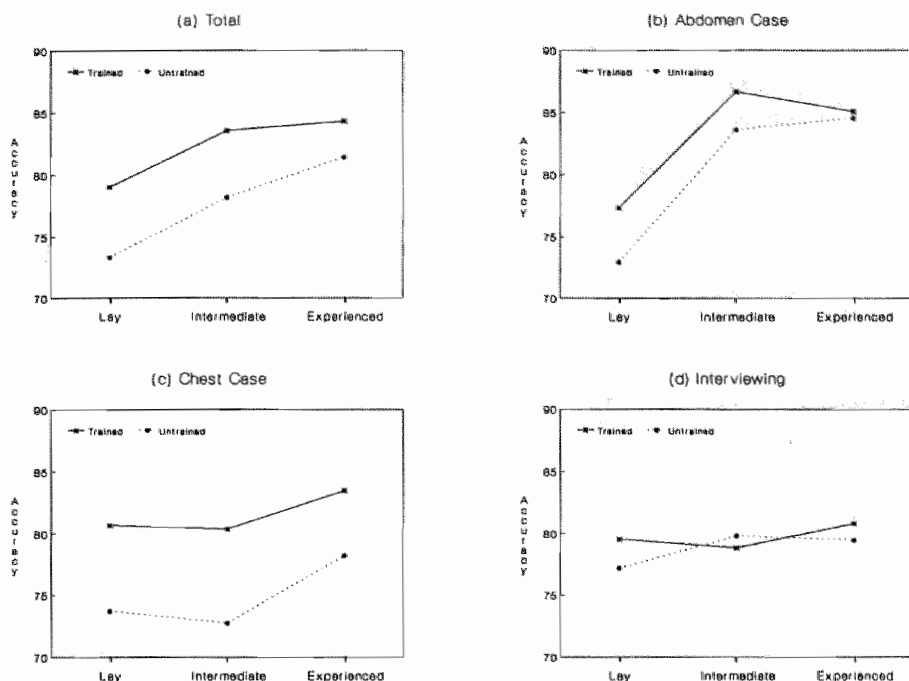 (a) Total
90
85
80
75
70
Accuracy
Trained Untrained
Lay Intermediate Experienced
(b) Abdomen Case
90
85
80
75
70
Accuracy
Trained Untrained
Lay Intermediate Experienced
(c) Chest Case
90
85
80
75
70
Accuracy
Trained Untrained
Lay Intermediate Experienced
(d) Interviewing
90
85
80
75
70
Accuracy
Trained Untrained
Lay Intermediate Experienced